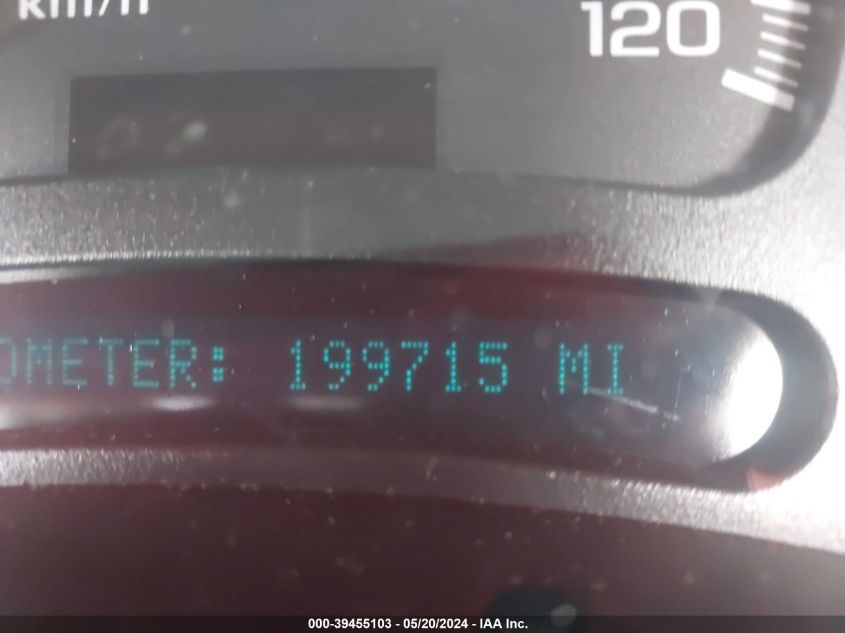 km/h
120
OMETER: 199715 MI
000-39455103 - 05/20/2024 - IAA Inc.